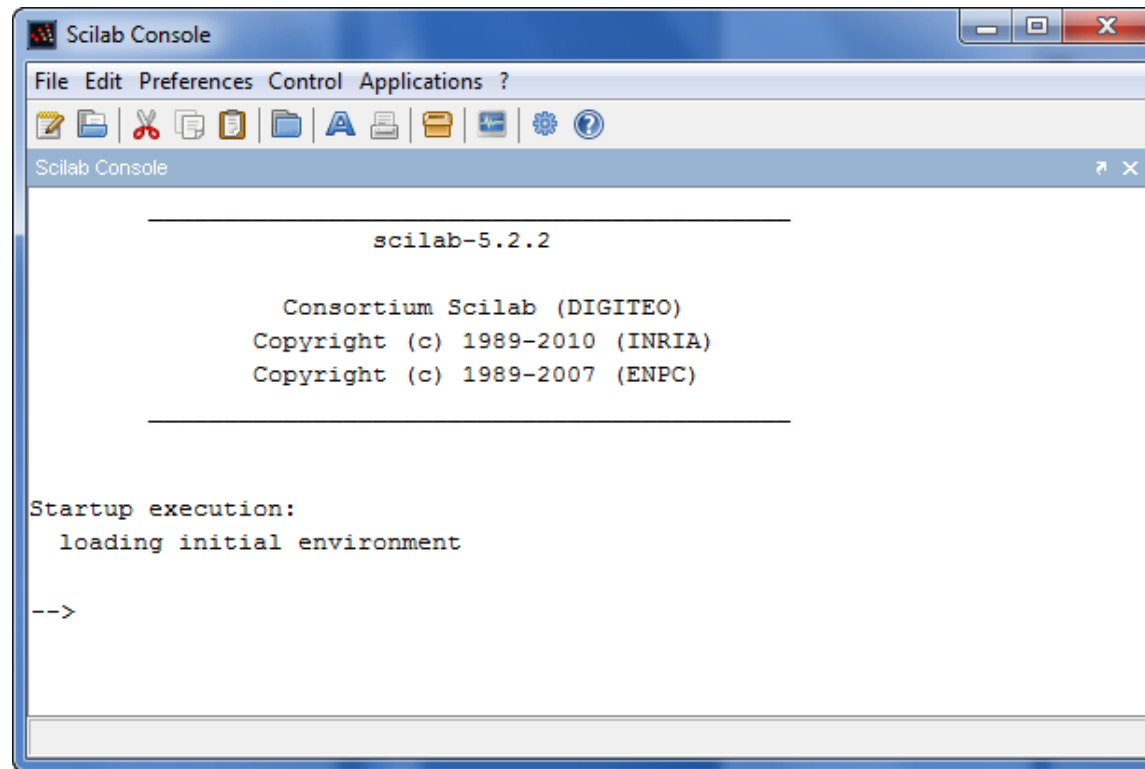 Scilab Console
File Edit Preferences Control Applications ?
Scilab Console
scilab-5.2.2
Consortium Scilab (DIGITEO)
Copyright (c) 1989-2010 (INRIA)
Copyright (c) 1989-2007 (ENPC)
Startup execution:
loading initial environment
-->